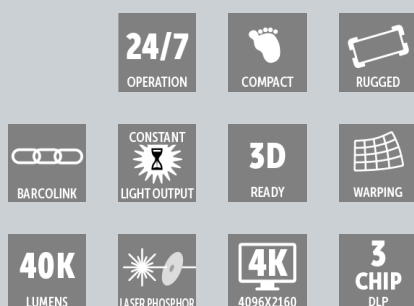 24/7
OPERATION
COMPACT
RUGGED
BARCOLINK
CONSTANT
LIGHT OUTPUT
3D
READY
WARPING
40K
LUMENS
LASER PHOSPHOR
4K
4096X2160
3
CHIP
DLP